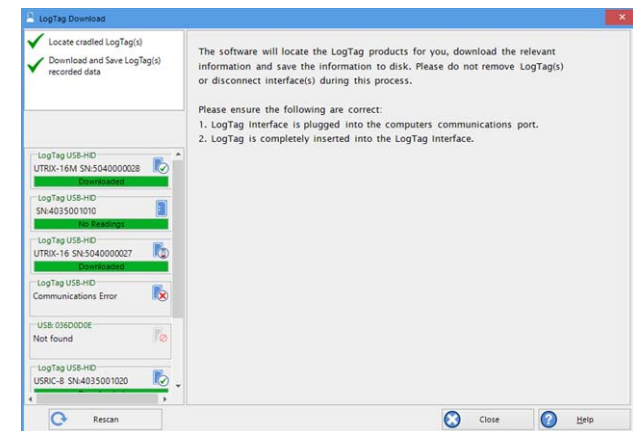 LogTag Download
Locate cradled LogTag(s)
Download and Save LogTag(s)
recorded data
The software will locate the LogTag products for you, download the relevant
information and save the information to disk. Please do not remove LogTag(s)
or disconnect interface(s) during this process.
Please ensure the following are correct:
1. LogTag Interface is plugged into the computers communications port.
2. LogTag is completely inserted into the LogTag Interface.
LogTag USB-HID
UTRIX-16M SN:5040000028
Downloaded
LogTag USB-HID
SN:4035001010
No Readings
LogTag USB-HID
UTRIX-16 SN:5040000027
Downloaded
LogTag USB-HID
Communications Error
USB: 036D0D0E
Not found
LogTag USB-HID
USRIC-8 SN:4035001020
Rescan
Close
Help